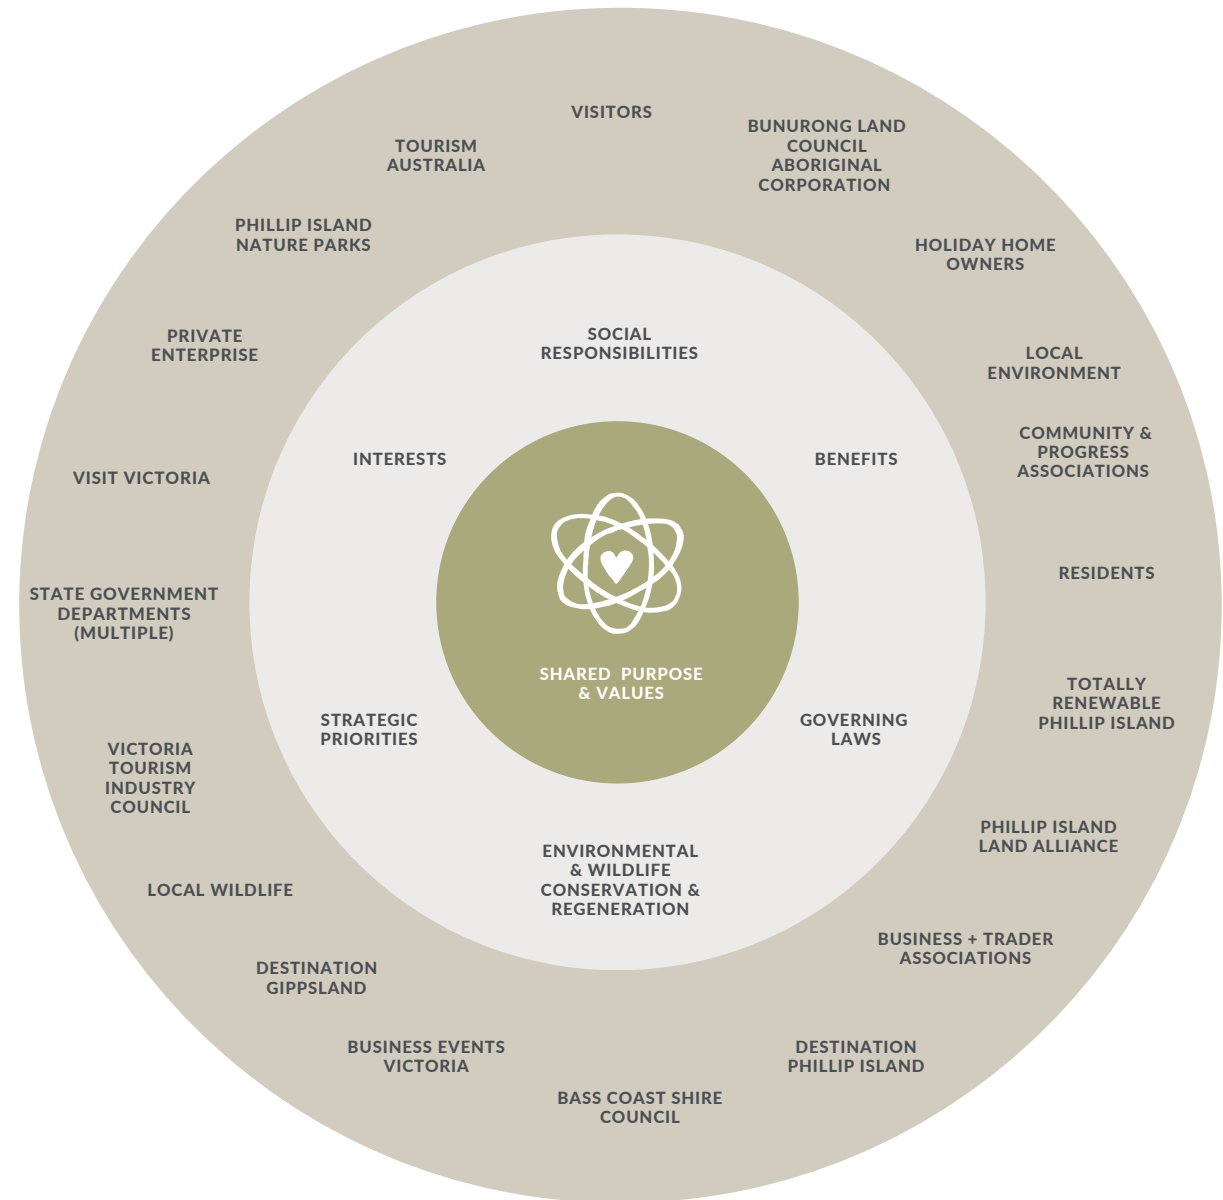 VISITORS
BUNURONG LAND
COUNCIL
ABORIGINAL
CORPORATION
HOLIDAY HOME
OWNERS
LOCAL
ENVIRONMENT
COMMUNITY &
PROGRESS
ASSOCIATIONS
RESIDENTS
TOTALLY
RENEWABLE
PHILLIP ISLAND
PHILLIP ISLAND
LAND ALLIANCE
BUSINESS + TRADER
ASSOCIATIONS
DESTINATION
PHILLIP ISLAND
BASS COAST SHIRE
COUNCIL
BUSINESS EVENTS
VICTORIA
DESTINATION
GIPPSLAND
LOCAL WILDLIFE
VICTORIA
TOURISM
INDUSTRY
COUNCIL
STATE GOVERNMENT
DEPARTMENTS
(MULTIPLE)
VISIT VICTORIA
PRIVATE
ENTERPRISE
PHILLIP ISLAND
NATURE PARKS
TOURISM
AUSTRALIA
SOCIAL
RESPONSIBILITIES
BENEFITS
GOVERNING
LAWS
ENVIRONMENTAL
& WILDLIFE
CONSERVATION &
REGENERATION
STRATEGIC
PRIORITIES
INTERESTS
SHARED PURPOSE
& VALUES